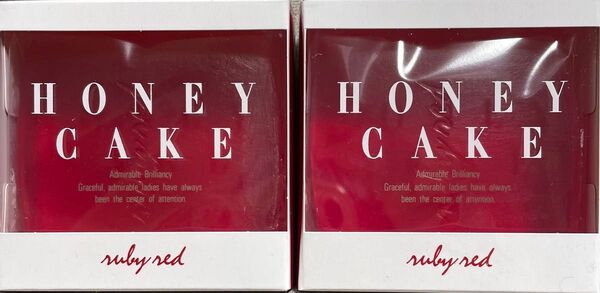 HONEY
CAKE
Admirable Brilliancy
Graceful, admirable ladies have always
been the center of attention.
ruby red
HONEY
CAKE
Admirable Brilliancy
Graceful, admirable ladies have always
been the center of attention.
ruby red